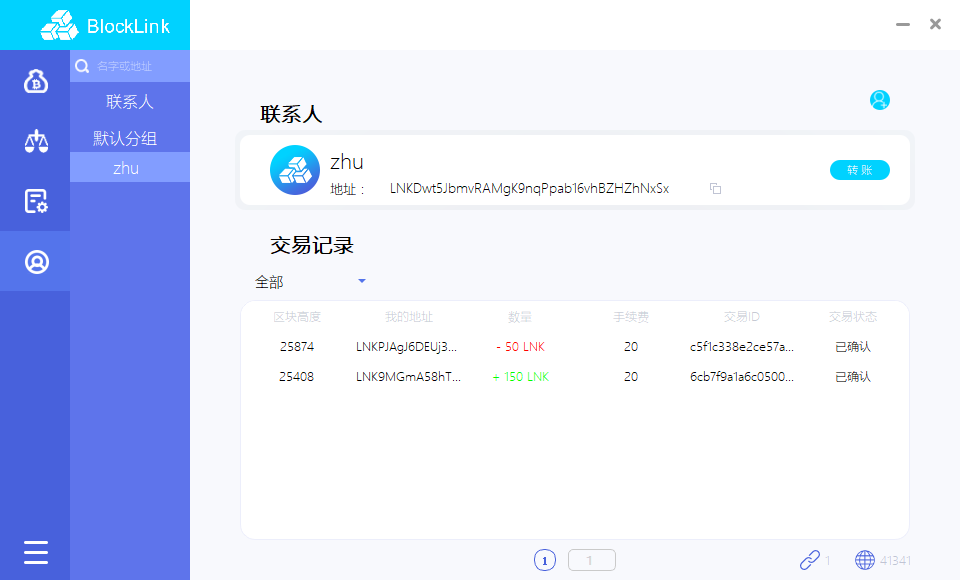 BlockLink
名字或地址
联系人
默认分组
zhu
联系人
zhu
地址： LNKDwt5JbmvRAMgK9nqPpab16vhBZHZhNxSx
转账
交易记录
全部
区块高度 我的地址 数量 手续费 交易ID 交易状态
25874 LNKPJAgJ6DEUj3... - 50 LNK 20 c5f1c338e2ce57a... 已确认
25408 LNK9MGmA58hT... + 150 LNK 20 6cb7f9a1a6c0500... 已确认
1 1 1 41341